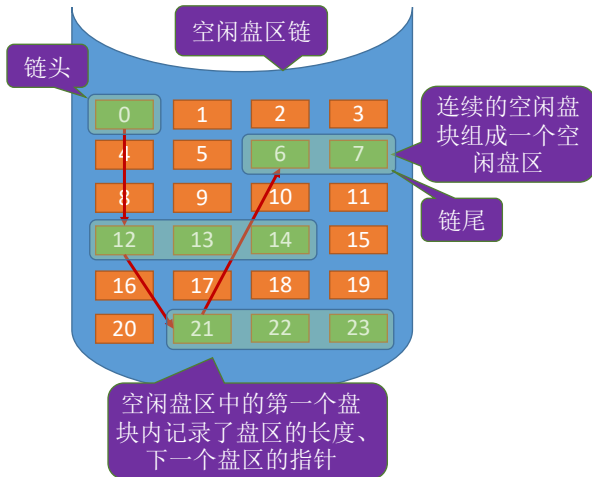 空闲盘区链
链头
0 1 2 3
4 5 6 7
8 9 10 11
12 13 14 15
16 17 18 19
20 21 22 23
连续的空闲盘
块组成一个空
闲盘区
链尾
空闲盘区中的第一个盘
块内记录了盘区的长度、
下一个盘区的指针